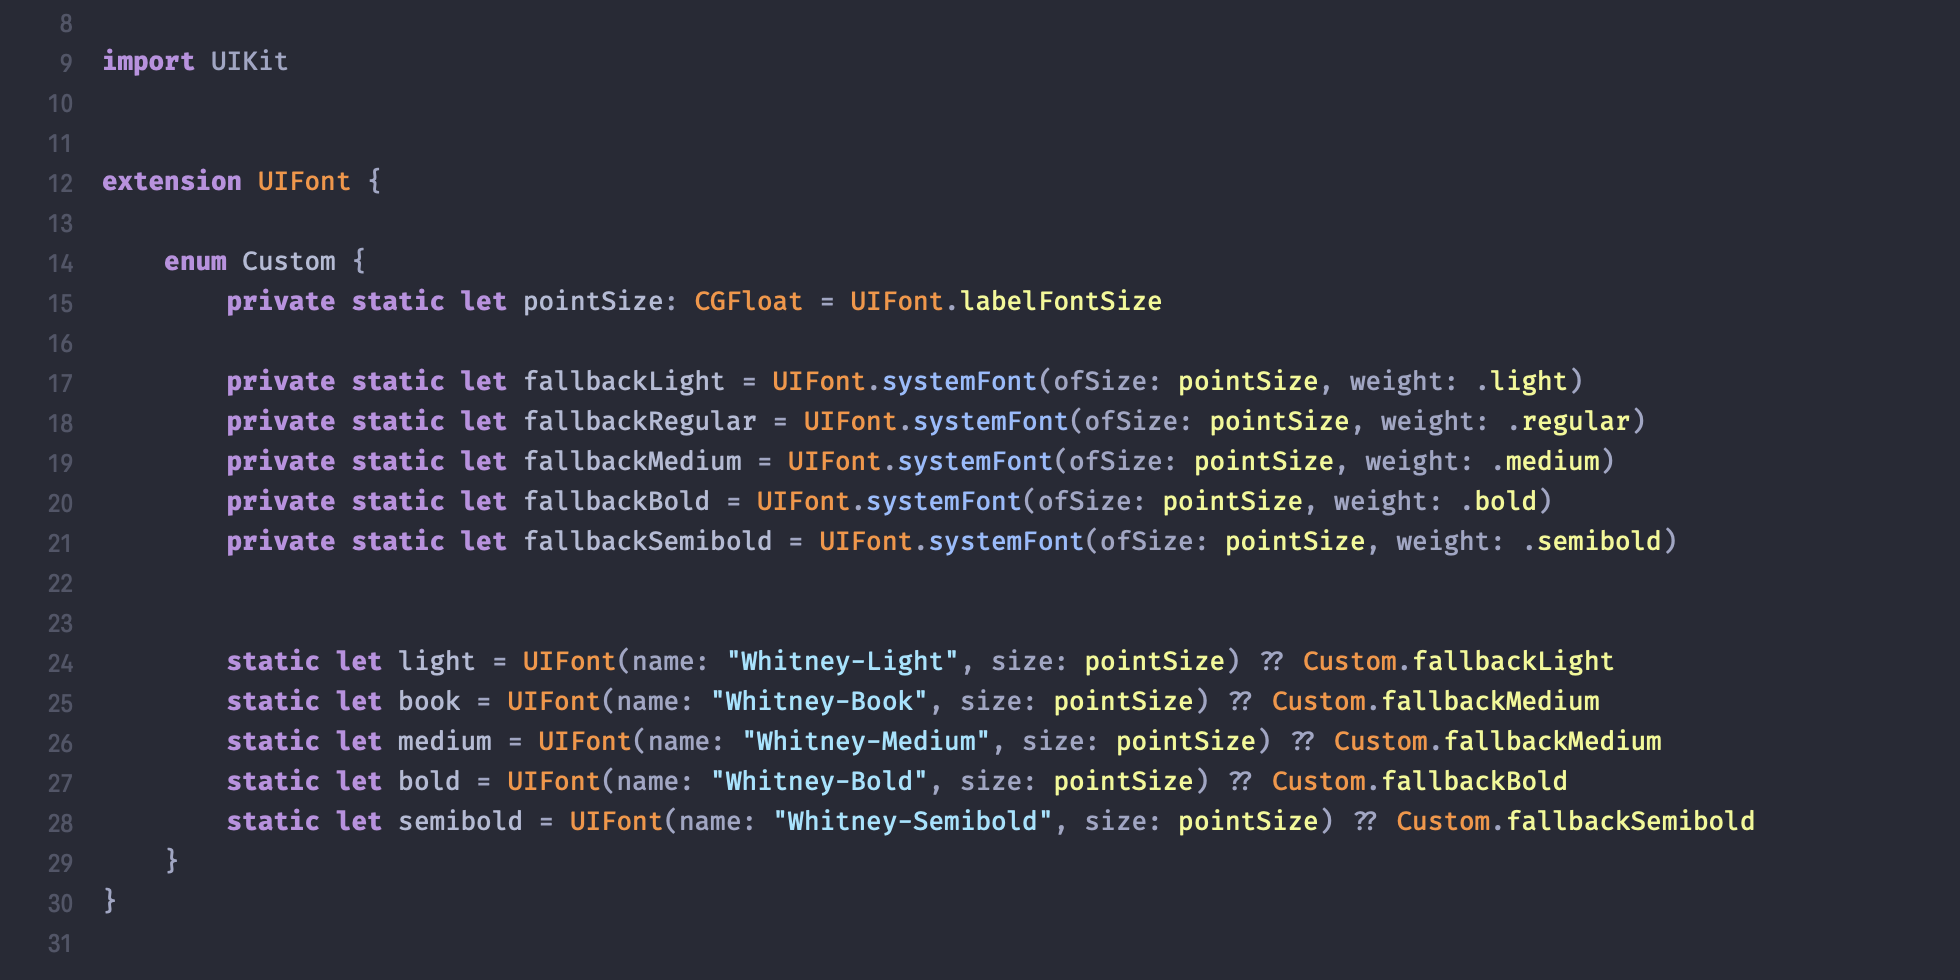 8
9 import UIKit
10
11
12 extension UIFont {
13
14     enum Custom {
15         private static let pointSize: CGFloat = UIFont.labelFontSize
16
17         private static let fallbackLight = UIFont.systemFont(ofSize: pointSize, weight: .light)
18         private static let fallbackRegular = UIFont.systemFont(ofSize: pointSize, weight: .regular)
19         private static let fallbackMedium = UIFont.systemFont(ofSize: pointSize, weight: .medium)
20         private static let fallbackBold = UIFont.systemFont(ofSize: pointSize, weight: .bold)
21         private static let fallbackSemibold = UIFont.systemFont(ofSize: pointSize, weight: .semibold)
22
23
24         static let light = UIFont(name: "Whitney-Light", size: pointSize) ?? Custom.fallbackLight
25         static let book = UIFont(name: "Whitney-Book", size: pointSize) ?? Custom.fallbackMedium
26         static let medium = UIFont(name: "Whitney-Medium", size: pointSize) ?? Custom.fallbackMedium
27         static let bold = UIFont(name: "Whitney-Bold", size: pointSize) ?? Custom.fallbackBold
28         static let semibold = UIFont(name: "Whitney-Semibold", size: pointSize) ?? Custom.fallbackSemibold
29     }
30 }
31